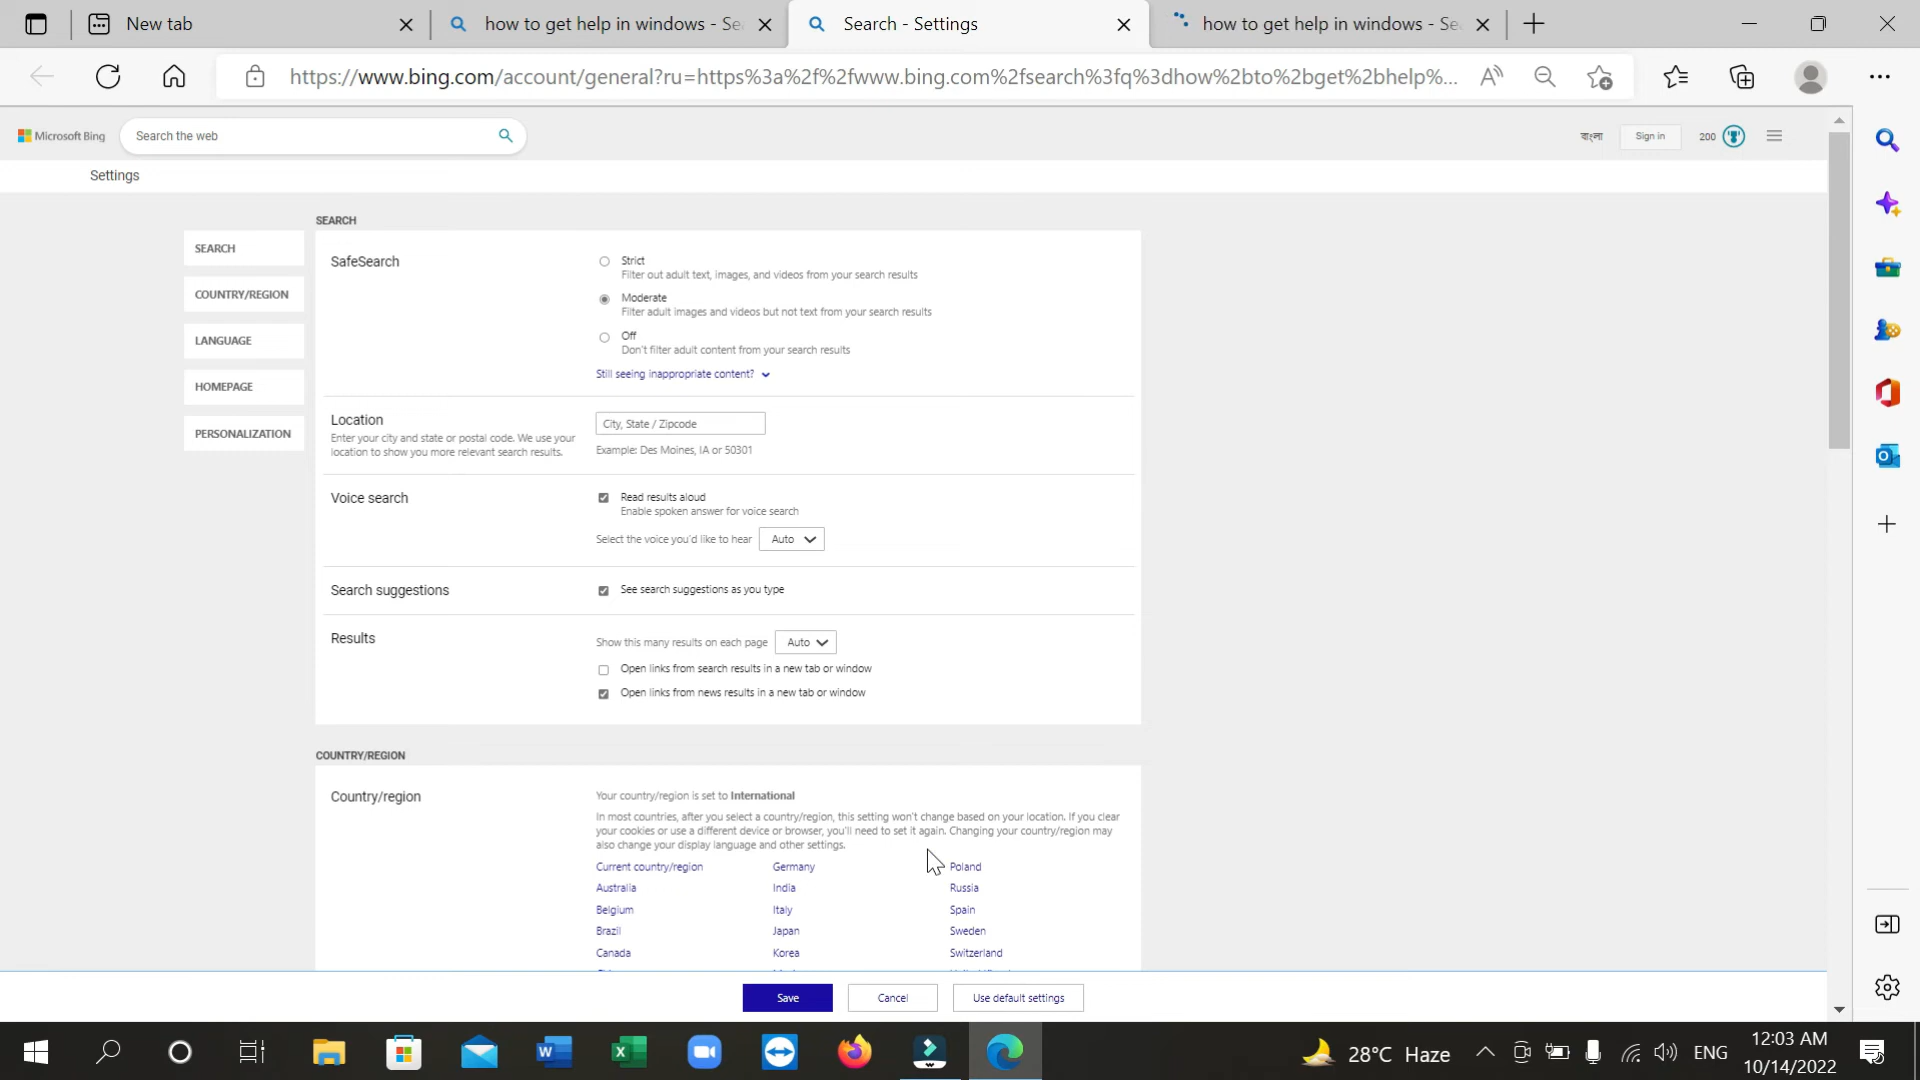 New tab
how to get help in windows - Se
Search - Settings
how to get help in windows - Se
https://www.bing.com/account/general?ru=https%3a%2f%2fwww.bing.com%2fsearch%3fq%3dhow%2bto%2bget%2bhelp%...
Microsoft Bing
Search the web
বাংলা
Sign in
200
Settings
SEARCH
COUNTRY/REGION
LANGUAGE
HOMEPAGE
PERSONALIZATION
SEARCH
SafeSearch
Strict
Filter out adult text, images, and videos from your search results
Moderate
Filter adult images and videos but not text from your search results
Off
Don't filter adult content from your search results
Still seeing inappropriate content?
Location
Enter your city and state or postal code. We use your
location to show you more relevant search results.
City, State / Zipcode
Example: Des Moines, IA or 50301
Voice search
Read results aloud
Enable spoken answer for voice search
Select the voice you'd like to hear
Auto
Search suggestions
See search suggestions as you type
Results
Show this many results on each page
Auto
Open links from search results in a new tab or window
Open links from news results in a new tab or window
COUNTRY/REGION
Country/region
Your country/region is set to International
In most countries, after you select a country/region, this setting won't change based on your location. If you clear
your cookies or use a different device or browser, you'll need to set it again. Changing your country/region may
also change your display language and other settings.
Current country/region Germany Poland
Australia India Russia
Belgium Italy Spain
Brazil Japan Sweden
Canada Korea Switzerland
Save
Cancel
Use default settings
28°C Haze
ENG
12:03 AM
10/14/2022